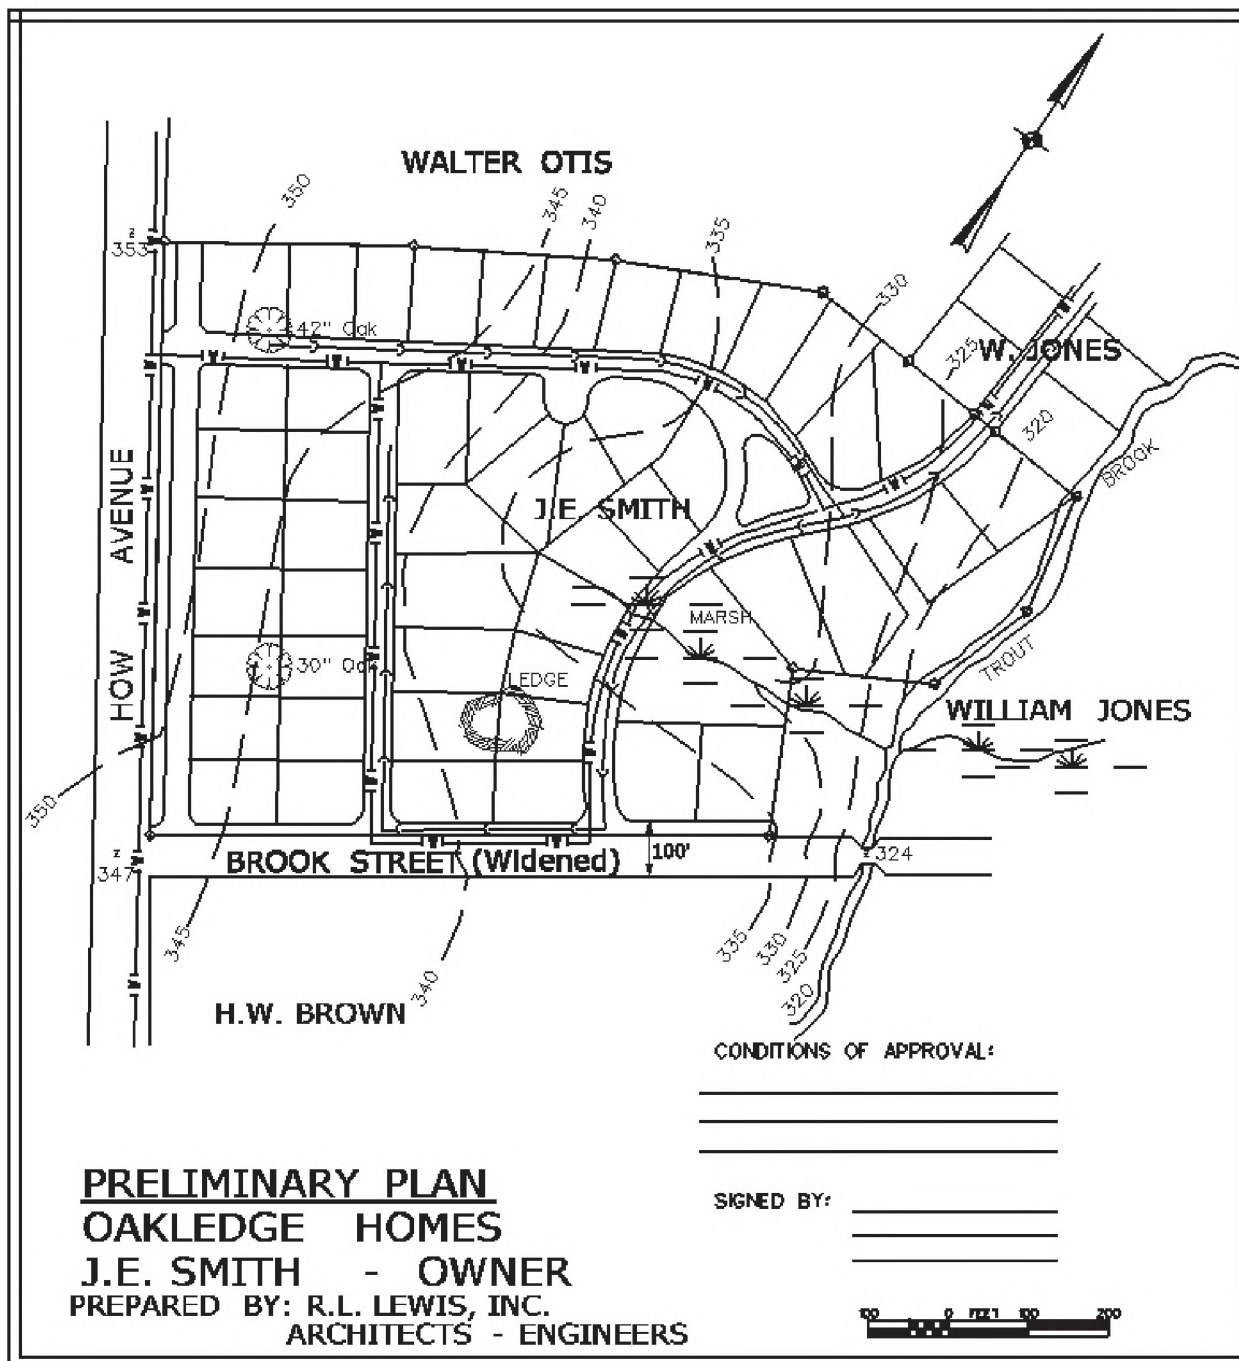 WALTER OTIS
350
345
340
335
330
325
320
353
42" Oak
W. JONES
HOW AVENUE
J.E. SMITH
BROOK
MARSH
30" Oak
LEDGE
TROUT
WILLIAM JONES
350
BROOK STREET (Widened)
100'
324
347
345
340
335
330
325
320
H.W. BROWN
CONDITIONS OF APPROVAL:
SIGNED BY:
PRELIMINARY PLAN
OAKLEDGE HOMES
J.E. SMITH - OWNER
PREPARED BY: R.L. LEWIS, INC.
ARCHITECTS - ENGINEERS
100 0 FEET 100 200